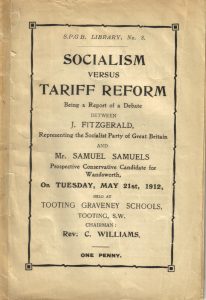 S.P.G.B. LIBRARY, No. 2.
SOCIALISM
VERSUS
TARIFF REFORM
Being a Report of a Debate
BETWEEN
J. FITZGERALD,
Representing the Socialist Party of Great Britain
AND
Mr. SAMUEL SAMUELS
Prospective Conservative Candidate for
Wandsworth,
On TUESDAY, MAY 21st, 1912,
HELD AT
TOOTING GRAVENEY SCHOOLS,
TOOTING, S.W.
CHAIRMAN:
Rev. C. WILLIAMS.
ONE PENNY.